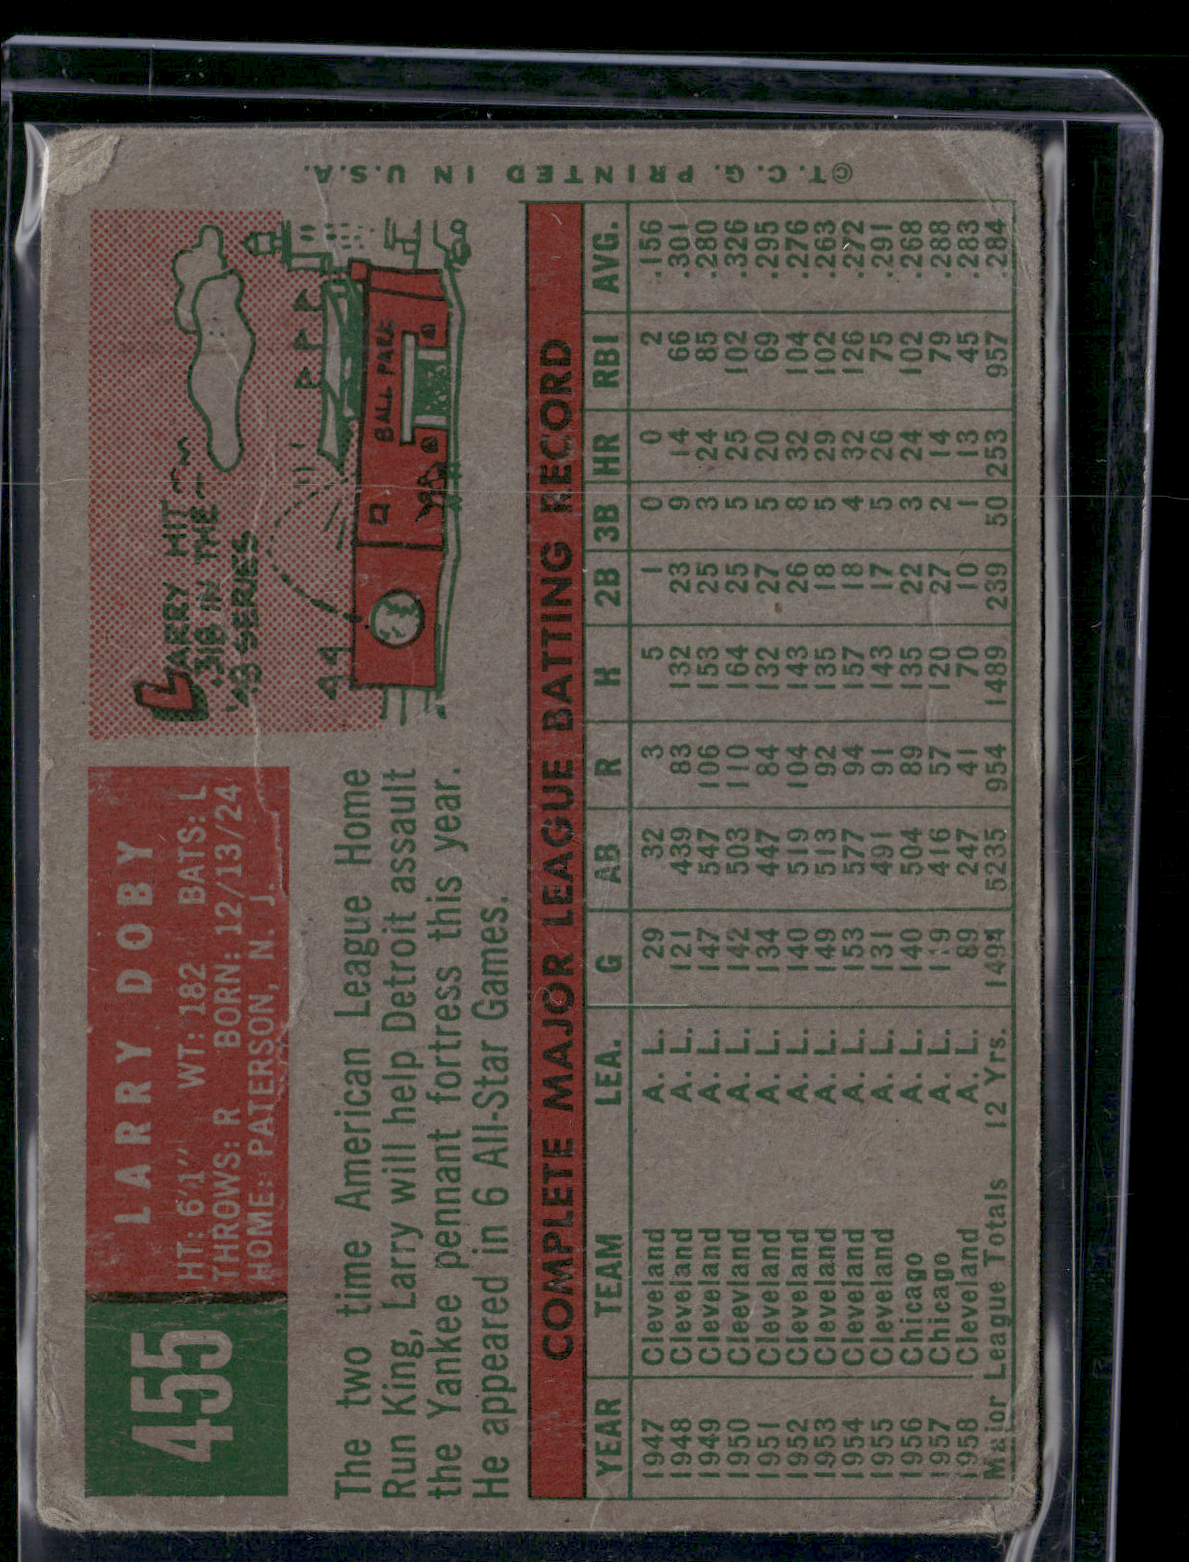 455
LARRY DOBY
HT: 6'1" WT: 182 BATS: L
THROWS: R BORN: 12/13/24
HOME: PATERSON, N. J.
LARRY HIT
.318 IN THE
'48 SERIES
44
BALL PARK
The two time American League Home
Run King, Larry will help Detroit assault
the Yankee pennant fortress this year.
He appeared in 6 All-Star Games.
COMPLETE MAJOR LEAGUE BATTING RECORD
YEAR TEAM LEA. G AB R H 2B 3B HR RBI AVG.
1947 Cleveland A. L. 29 32 3 5 1 0 0 2 .156
1948 Cleveland A. L. 121 439 83 132 23 9 14 66 .301
1949 Cleveland A. L. 147 547 106 153 25 3 24 85 .280
1950 Cleveland A. L. 142 503 110 164 25 5 25 102 .326
1951 Cleveland A. L. 134 447 84 132 27 5 20 69 .295
1952 Cleveland A. L. 140 519 104 143 26 8 32 104 .276
1953 Cleveland A. L. 149 513 92 135 18 5 29 102 .263
1954 Cleveland A. L. 153 577 94 157 18 4 32 126 .272
1955 Cleveland A. L. 131 491 91 143 17 5 26 75 .291
1956 Chicago A. L. 140 504 89 135 22 3 24 102 .268
1957 Chicago A. L. 119 416 57 120 27 2 14 79 .288
1958 Cleveland A. L. 89 247 41 70 10 1 13 45 .283
Major League Totals 12 Yrs. 1494 5235 954 1489 239 50 253 957 .284
© T. C. G. PRINTED IN U.S.A.